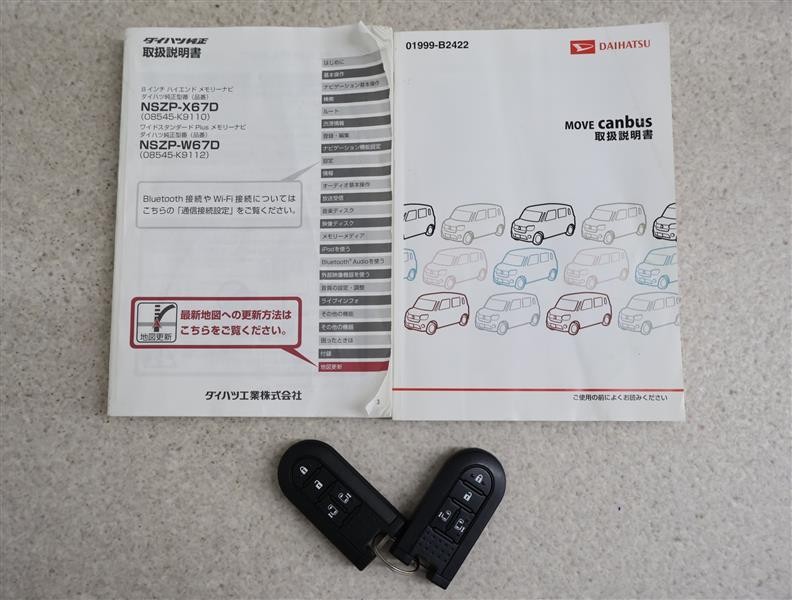 ダイハツ純正
取扱説明書
8インチ ハイエンド メモリーナビ
ダイハツ純正型番（品番）
NSZP-X67D
(08545-K9110)
ワイドスタンダード Plus メモリーナビ
ダイハツ純正型番（品番）
NSZP-W67D
(08545-K9112)
Bluetooth 接続や Wi-Fi 接続については
こちらの「通信接続設定」をご覧ください。
最新地図への更新方法は
こちらをご覧ください。
地図更新
ダイハツ工業株式会社
はじめに
基本操作
ナビゲーション基本操作
検索
ルート
渋滞情報
登録・編集
ナビゲーション機能設定
設定
情報
オーディオ基本操作
放送受信
音楽ディスク
映像ディスク
メモリーメディア
iPodを使う
Bluetooth® Audioを使う
外部映像機器を使う
音質の設定・調整
ライブインフォ
その他の機能
その他の機器
困ったときは
付録
地図更新
3
01999-B2422
DAIHATSU
MOVE canbus
取扱説明書
ご使用の前によくお読みください